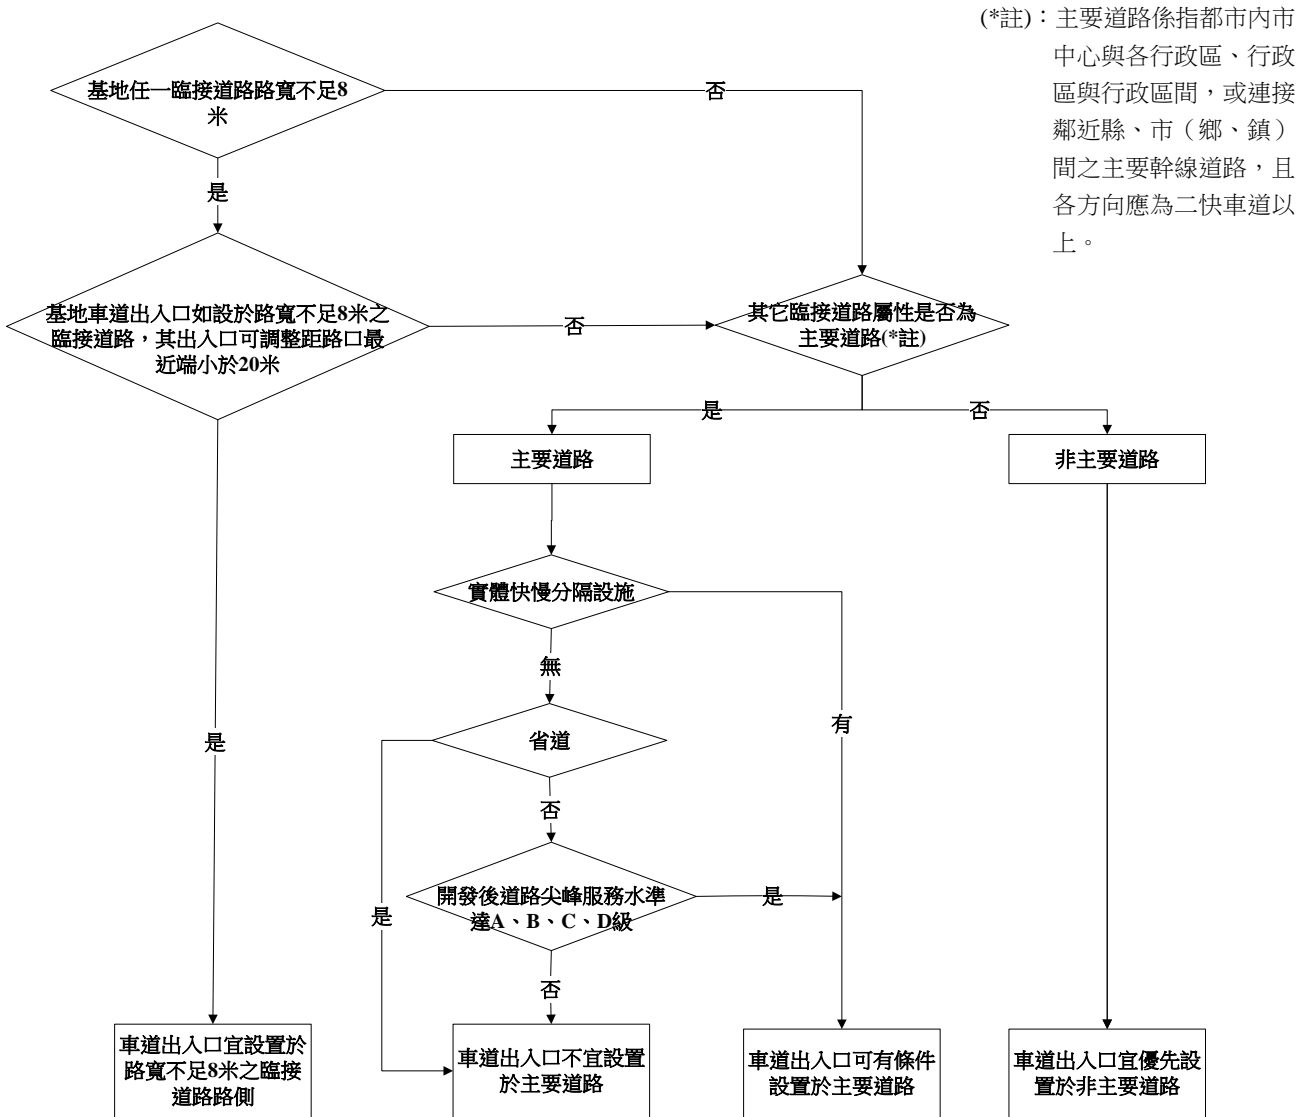 (*註)：主要道路係指都市內市
中心與各行政區、行政
區與行政區間，或連接
鄰近縣、市（鄉、鎮）
間之主要幹線道路，且
各方向應為二快車道以
上。
基地任一臨接道路路寬不足8
米
否
是
基地車道出入口如設於路寬不足8米之
臨接道路，其出入口可調整距路口最
近端小於20米
否
其它臨接道路屬性是否為
主要道路(*註)
是
否
主要道路
非主要道路
實體快慢分隔設施
無
有
是
省道
否
開發後道路尖峰服務水準
達A、B、C、D級
是
是
否
車道出入口宜設置於
路寬不足8米之臨接
道路路側
車道出入口不宜設置
於主要道路
車道出入口可有條件
設置於主要道路
車道出入口宜優先設
置於非主要道路